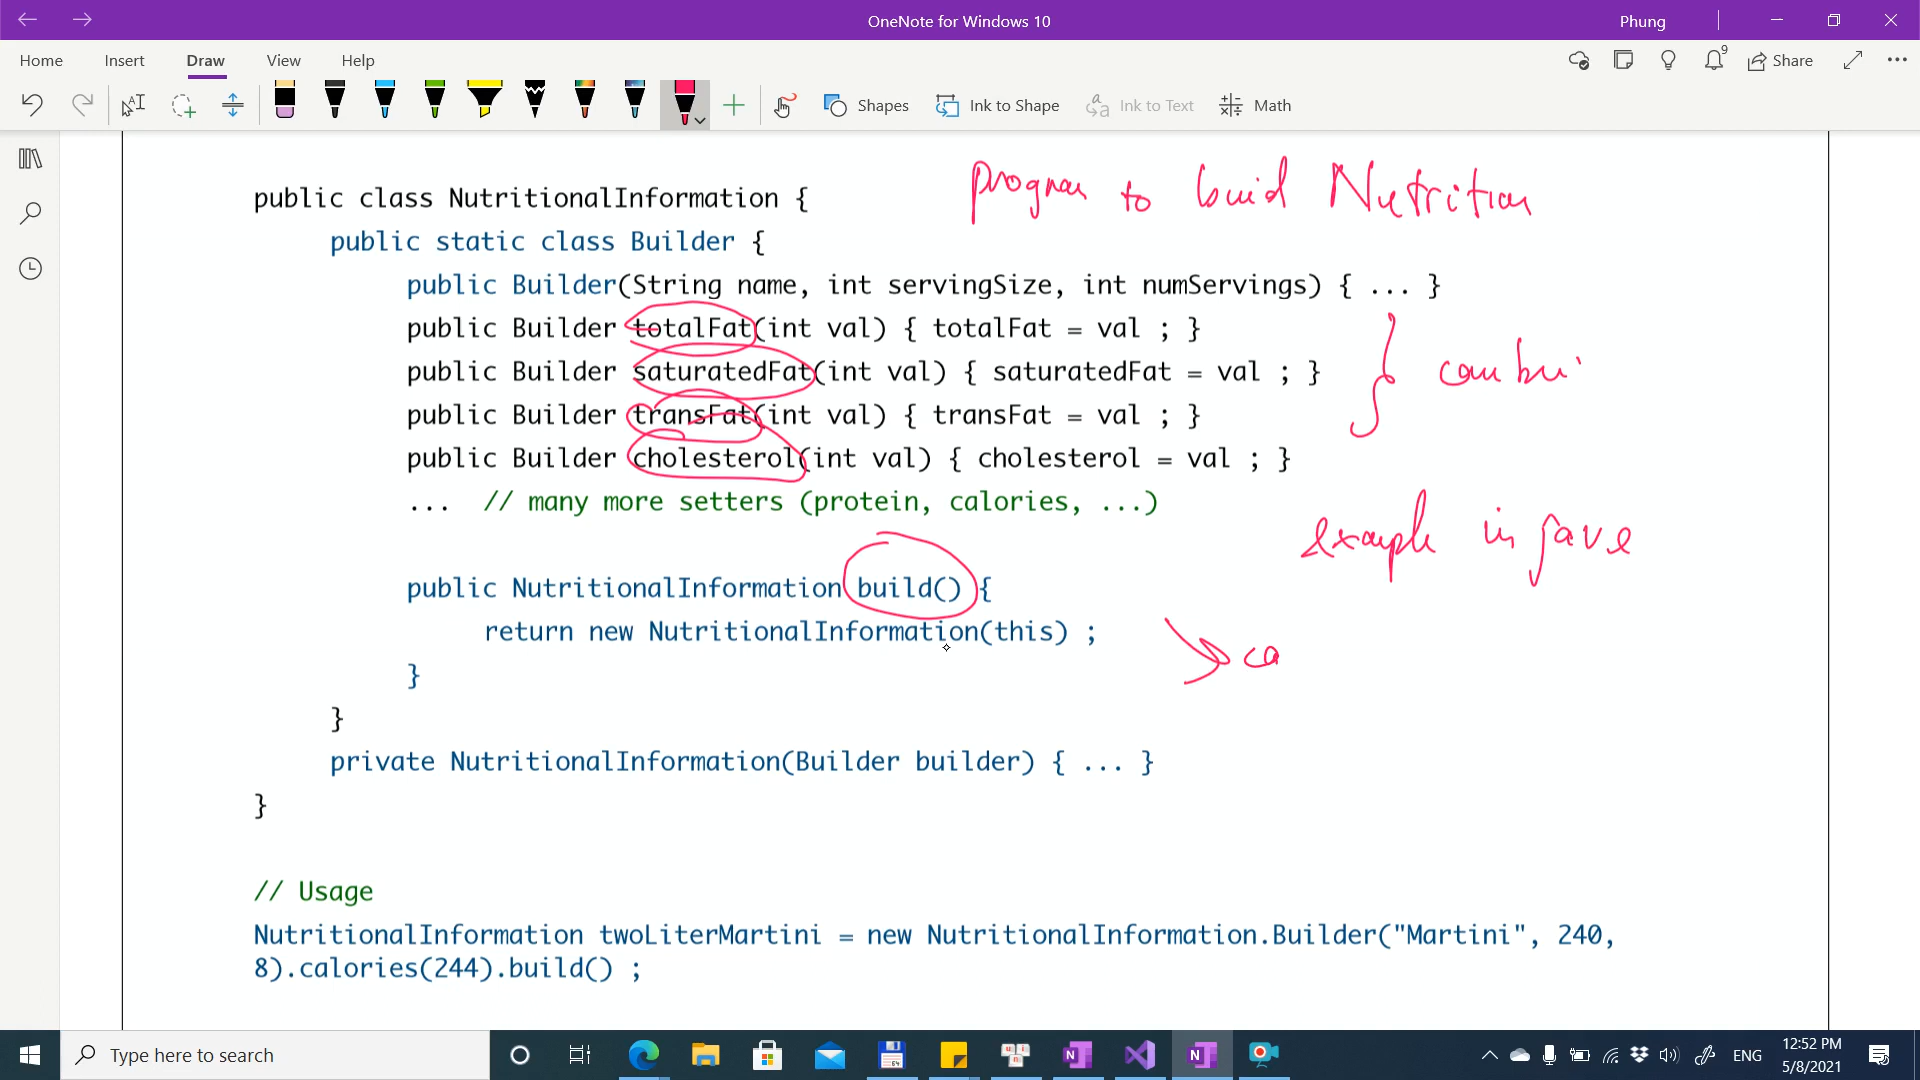 OneNote for Windows 10
Phung
Home Insert Draw View Help
9
Share
Shapes
Ink to Shape
Ink to Text
Math
program to build Nutrition
public class NutritionalInformation {
public static class Builder {
public Builder(String name, int servingSize, int numServings) { ... }
public Builder totalFat(int val) { totalFat = val ; }
public Builder saturatedFat(int val) { saturatedFat = val ; }
public Builder transFat(int val) { transFat = val ; }
public Builder cholesterol(int val) { cholesterol = val ; }
... // many more setters (protein, calories, ...)
example in
public NutritionalInformation build() {
return new NutritionalInformation(this) ;
ca
}
}
private NutritionalInformation(Builder builder) { ... }
}
// Usage
NutritionalInformation twoLiterMartini = new NutritionalInformation.Builder("Martini", 240,
8).calories(244).build() ;
Type here to search
64
ENG
12:52 PM
5/8/2021